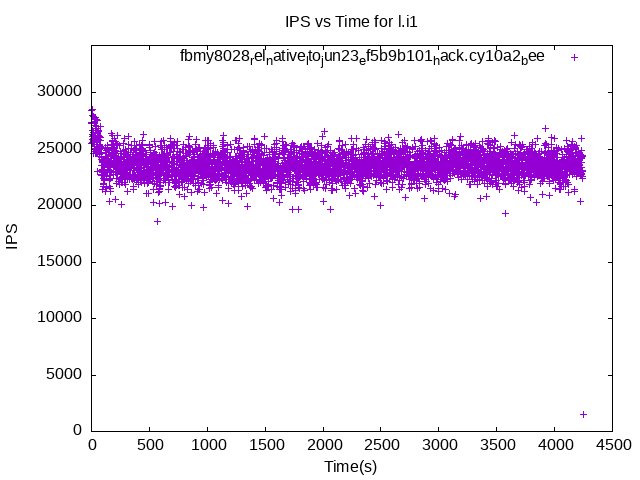 IPS vs Time for l.i1
fbmy8028relnativeltojun23ef5b9b101hack.cy10a2bee
30000
25000
20000
15000
10000
5000
0
IPS
0 500 1000 1500 2000 2500 3000 3500 4000 4500
Time(s)